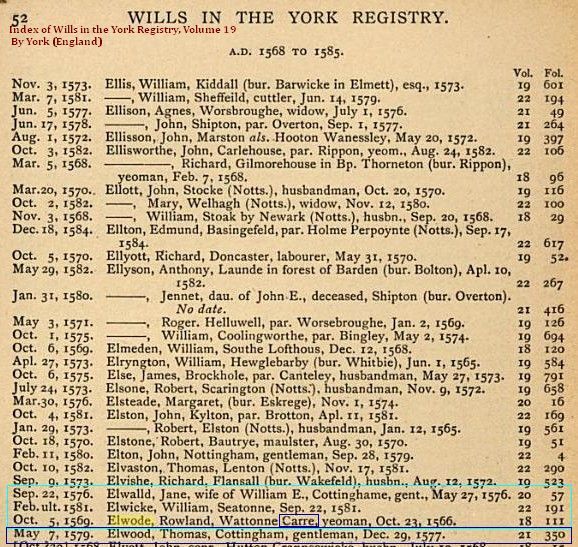 52 WILLS IN THE YORK REGISTRY.
Index of Wills in the York Registry, Volume 19
By York (England)
A.D. 1568 TO 1585.
Vol. Fol.
Nov. 3, 1573. Ellis, William, Kiddall (bur. Barwicke in Elmett), esq., 1573. 19 601
Mar. 7, 1581. ——, William, Sheffeild, cuttler, Jun. 14, 1579. 22 194
Jun. 5, 1577. Ellison, Agnes, Worsbroughe, widow, July 1, 1576. 21 49
Jun. 17, 1578. ——, John, Shipton, par. Overton, Sep. 1, 1577. 21 264
Aug. 1, 1572. Ellisson, John, Marston als. Hooton Wanessley, May 20, 1572. 19 397
Oct. 3, 1582. Ellisworthe, John, Carlehouse, par. Rippon, yeom., Aug. 24, 1582. 22 106
Mar. 5, 1568. ——, Richard, Gilmorehouse in Bp. Thorneton (bur. Rippon),
yeoman, Feb. 7, 1568. 18 96
Mar. 20, 1570. Ellott, John, Stocke (Notts.), husbandman, Oct. 20, 1570. 19 116
Oct. 2, 1582. ——, Mary, Welhagh (Notts.), widow, Nov. 12, 1580. 22 100
Nov. 3, 1568. ——, William, Stoak by Newark (Notts.), husbn., Sep. 20, 1568. 18 29
Dec. 18, 1584. Ellton, Edmund, Basingfeld, par. Holme Perpoynte (Notts.), Sep. 17,
1584. 22 617
Oct. 5, 1570. Ellyott, Richard, Doncaster, labourer, May 31, 1570. 19 52
May 29, 1582. Ellyson, Anthony, Launde in forest of Barden (bur. Bolton), Apl. 10,
1582. 22 267
Jan. 31, 1580. ——, Jennet, dau. of John E., deceased, Shipton (bur. Overton).
No date. 21 416
May 3, 1571. ——, Roger. Helluwell, par. Worsebroughe, Jan. 2, 1569. 19 126
Oct. 1, 1575. ——, William, Coolingworthe, par. Bingley, May 2, 1574. 19 694
Oct. 6, 1569. Elmeden, William, Southe Lofthous, Dec. 12, 1568. 18 120
Apl. 27, 1573. Elryngton, William, Hewglebarby (bur. Whitbie), Jun. 1, 1565. 19 584
Oct. 6, 1575. Else, James, Brockhole, par. Canteley, husbandman, May 27, 1573. 19 791
July 24, 1573. Elsone, Robert, Scarington (Notts.), husbandman, Nov. 9, 1572. 19 658
Mar. 30, 1576. Elsteade, Margaret, (bur. Eskrege), Nov. 1, 1574. 20 16
Oct. 4, 1581. Elston, John, Kylton, par. Brotton, Apl. 11, 1581. 22 169
Jan. 29, 1573. ——, Robert, Elston (Notts.), husbandman, Jan. 12, 1565. 19 561
Oct. 18, 1570. Elstone, Robert, Bautrye, maulster, Aug. 31, 1570. 19 51
Feb. 11, 1580. Elton, John, Nottingham, gentleman, Sep. 28, 1579. 22 4
Oct. 10, 1582. Elvaston, Thomas, Lenton (Notts.), Nov. 17, 1581. 22 290
Sep. 9, 1573. Elvishe, Richard, Flansall (bur. Wakefeld), husbn., Aug. 12, 1572. 19 523
Sep. 22, 1576. Elwalld, Jane, wife of William E., Cottinghame, gent., May 27, 1576. 20 57
Feb. ult. 1581. Elwicke, William, Seatonne, Sep. 22, 1581. 22 191
Oct. 5, 1569. Elwode, Rowland, Wattonne Carre, yeoman, Oct. 23, 1566. 18 111
May 7, 1579. Elwood, Thomas, Cottingham, gentleman, Dec. 29, 1577. 21 350